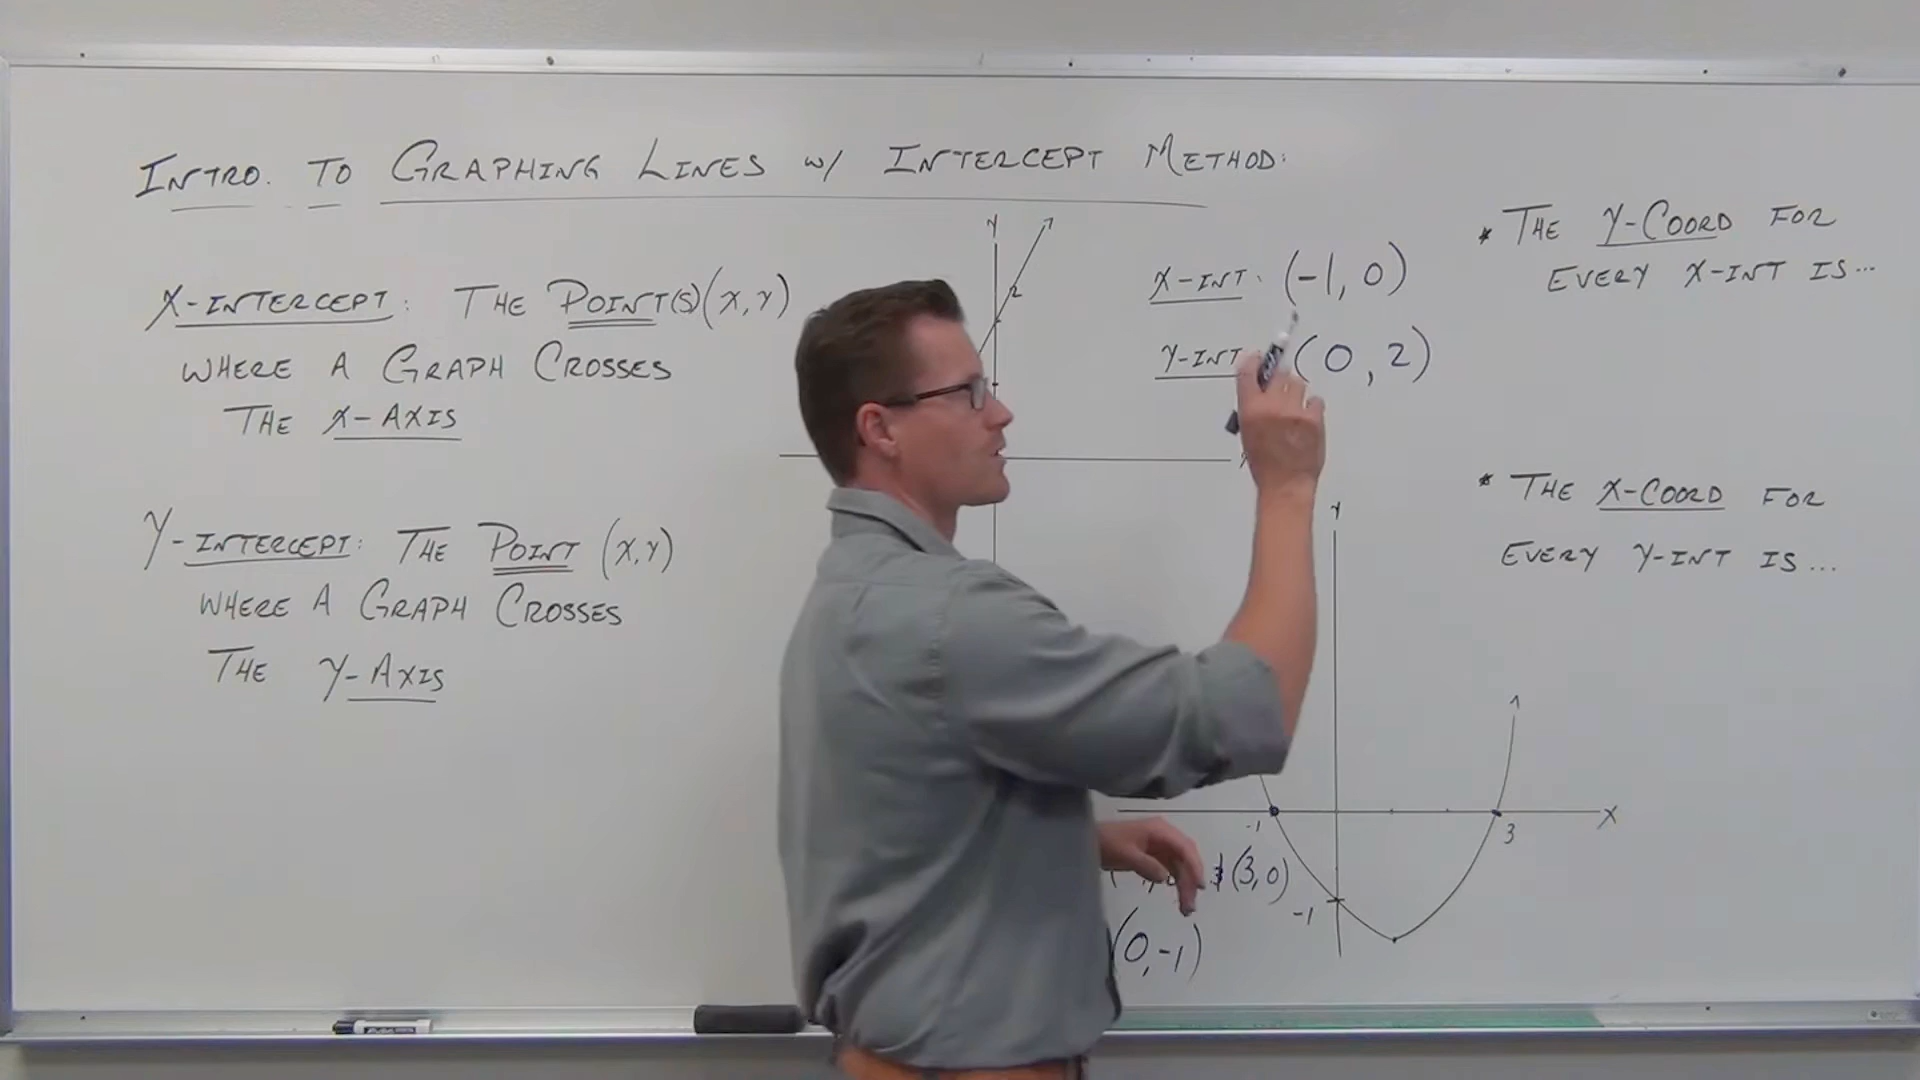 INTRO. TO GRAPHING LINES W/ INTERCEPT METHOD:
X-INTERCEPT: THE POINT(S) (X, Y)
WHERE A GRAPH CROSSES
THE X-AXIS
Y-INTERCEPT: THE POINT (X, Y)
WHERE A GRAPH CROSSES
THE Y-AXIS
Y
2
X-INT: (-1, 0)
Y-INT: (0, 2)
* THE Y-COORD FOR
EVERY X-INT IS...
* THE X-COORD FOR
EVERY Y-INT IS...
Y
X
-1
3
-1
(3, 0)
(0, -1)